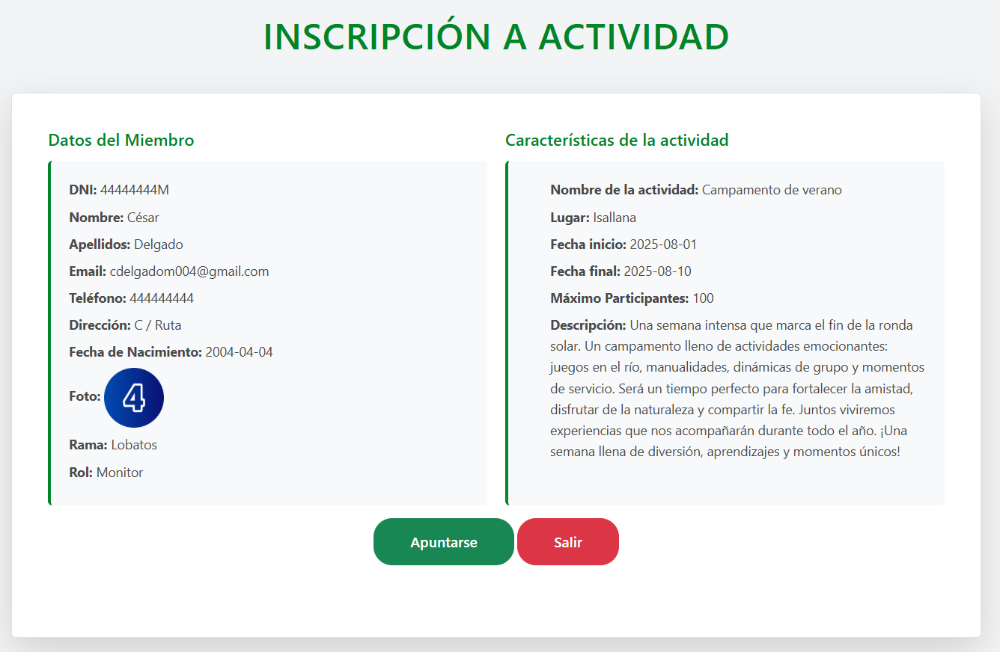 INSCRIPCIÓN A ACTIVIDAD
Datos del Miembro
DNI: 44444444M
Nombre: César
Apellidos: Delgado
Email: cdelgadom004@gmail.com
Teléfono: 444444444
Dirección: C / Ruta
Fecha de Nacimiento: 2004-04-04
Foto: 4
Rama: Lobatos
Rol: Monitor
Características de la actividad
Nombre de la actividad: Campamento de verano
Lugar: Isallana
Fecha inicio: 2025-08-01
Fecha final: 2025-08-10
Máximo Participantes: 100
Descripción: Una semana intensa que marca el fin de la ronda
solar. Un campamento lleno de actividades emocionantes:
juegos en el río, manualidades, dinámicas de grupo y momentos
de servicio. Será un tiempo perfecto para fortalecer la amistad,
disfrutar de la naturaleza y compartir la fe. Juntos viviremos
experiencias que nos acompañarán durante todo el año. ¡Una
semana llena de diversión, aprendizajes y momentos únicos!
Apuntarse
Salir